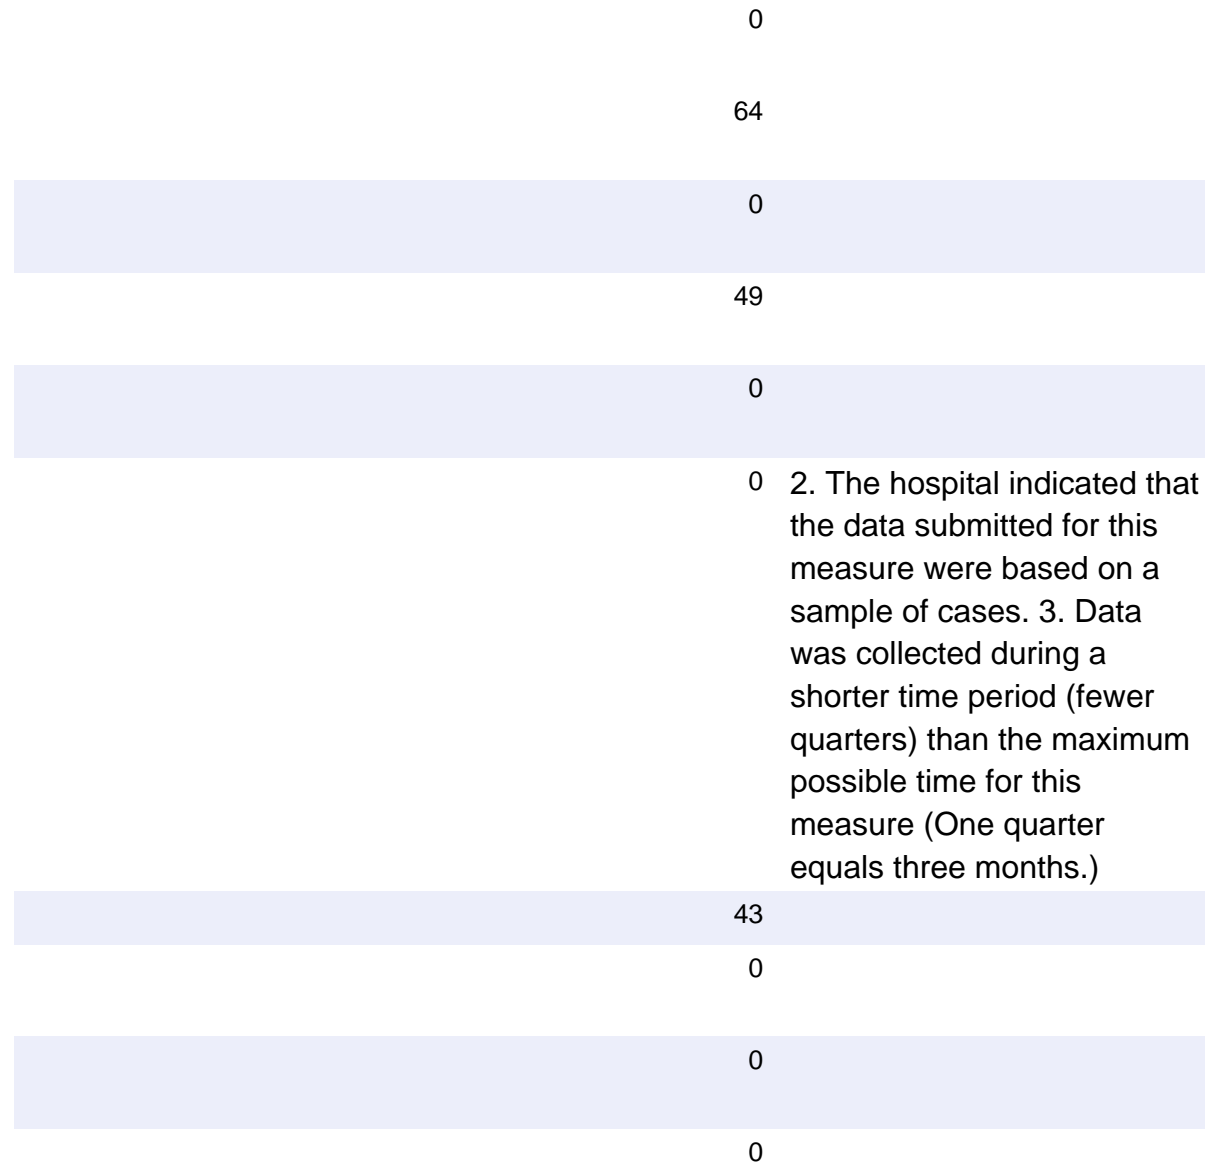 0
64
0
49
0
0 2. The hospital indicated that
the data submitted for this
measure were based on a
sample of cases. 3. Data
was collected during a
shorter time period (fewer
quarters) than the maximum
possible time for this
measure (One quarter
equals three months.)
43
0
0
0